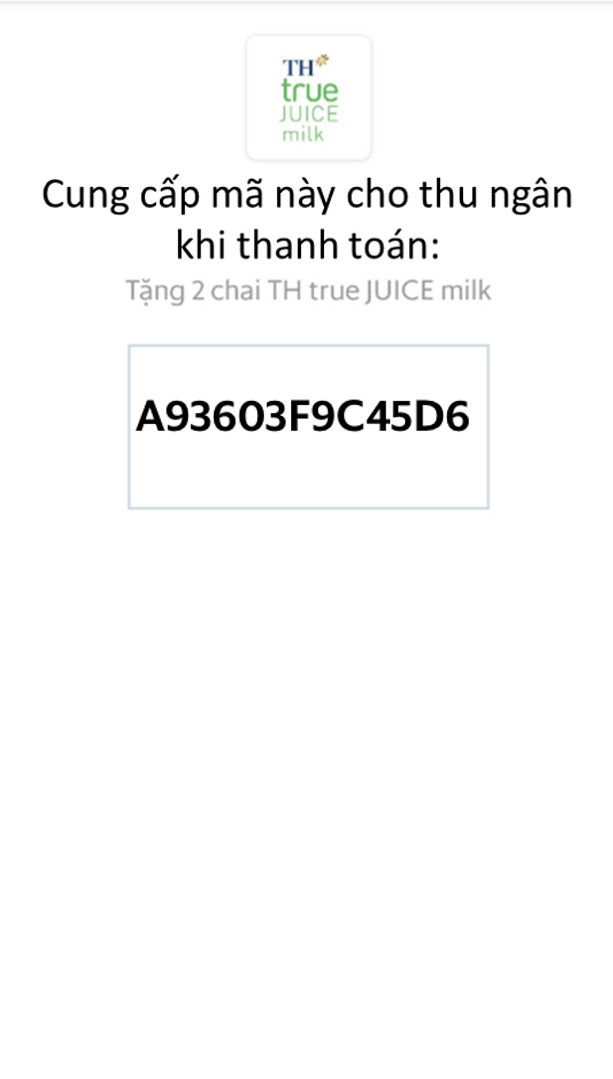 TH
true
JUICE
milk
Cung cấp mã này cho thu ngân
khi thanh toán:
Tặng 2 chai TH true JUICE milk
A93603F9C45D6